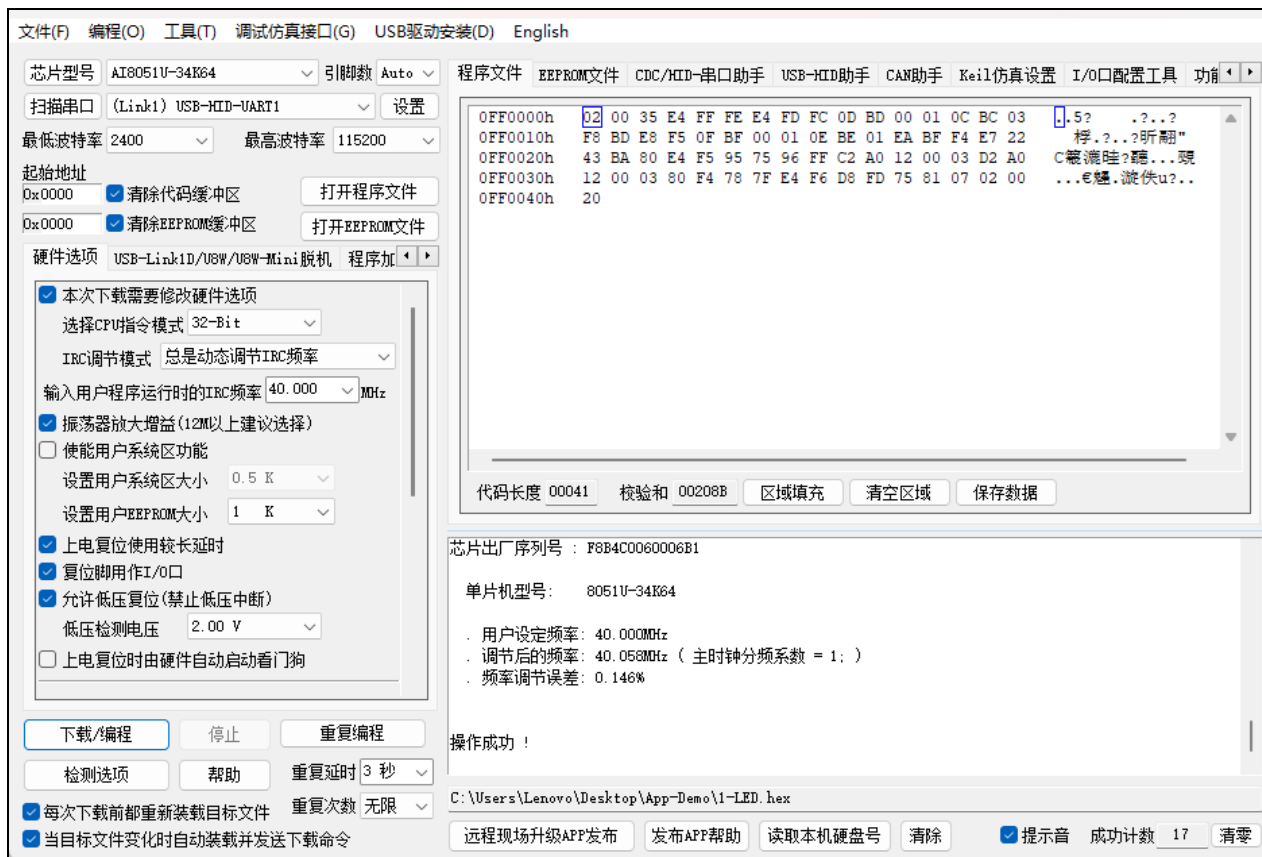 文件(F) 编程(O) 工具(T) 调试仿真接口(G) USB驱动安装(D) English
芯片型号 AI8051U-34K64 引脚数 Auto
扫描串口 (Link1) USB-HID-UART1 设置
最低波特率 2400 最高波特率 115200
起始地址
0x0000 清除代码缓冲区 打开程序文件
0x0000 清除EEPROM缓冲区 打开EEPROM文件
硬件选项 USB-Link1D/U8W/U8W-Mini脱机 程序加
本次下载需要修改硬件选项
选择CPU指令模式 32-Bit
IRC调节模式 总是动态调节IRC频率
输入用户程序运行时的IRC频率 40.000 MHz
振荡器放大增益(12M以上建议选择)
使能用户系统区功能
设置用户系统区大小 0.5 K
设置用户EEPROM大小 1 K
上电复位使用较长延时
复位脚用作I/O口
允许低压复位(禁止低压中断)
低压检测电压 2.00 V
上电复位时由硬件自动启动看门狗
下载/编程 停止 重复编程
检测选项 帮助 重复延时 3 秒
每次下载前都重新装载目标文件 重复次数 无限
当目标文件变化时自动装载并发送下载命令
程序文件 EEPROM文件 CDC/HID-串口助手 USB-HID助手 CAN助手 Keil仿真设置 I/O口配置工具 功能
0FF0000h 02 00 35 E4 FF FE E4 FD FC 0D BD 00 01 0C BC 03 ..5? .?..?
0FF0010h F8 BD E8 F5 0F BF 00 01 0E BE 01 EA BF F4 E7 22
0FF0020h 43 BA 80 E4 F5 95 75 96 FF C2 A0 12 00 03 D2 A0
0FF0030h 12 00 03 80 F4 78 7F E4 F6 D8 FD 75 81 07 02 00
0FF0040h 20
代码长度 00041 校验和 00208B 区域填充 清空区域 保存数据
芯片出厂序列号 : F8B4C0060006B1
单片机型号: 8051U-34K64
. 用户设定频率: 40.000MHz
. 调节后的频率: 40.058MHz ( 主时钟分频系数 = 1; )
. 频率调节误差: 0.146%
操作成功 !
C:\Users\Lenovo\Desktop\App-Demo\1-LED.hex
远程现场升级APP发布 发布APP帮助 读取本机硬盘号 清除 提示音 成功计数 17 清零